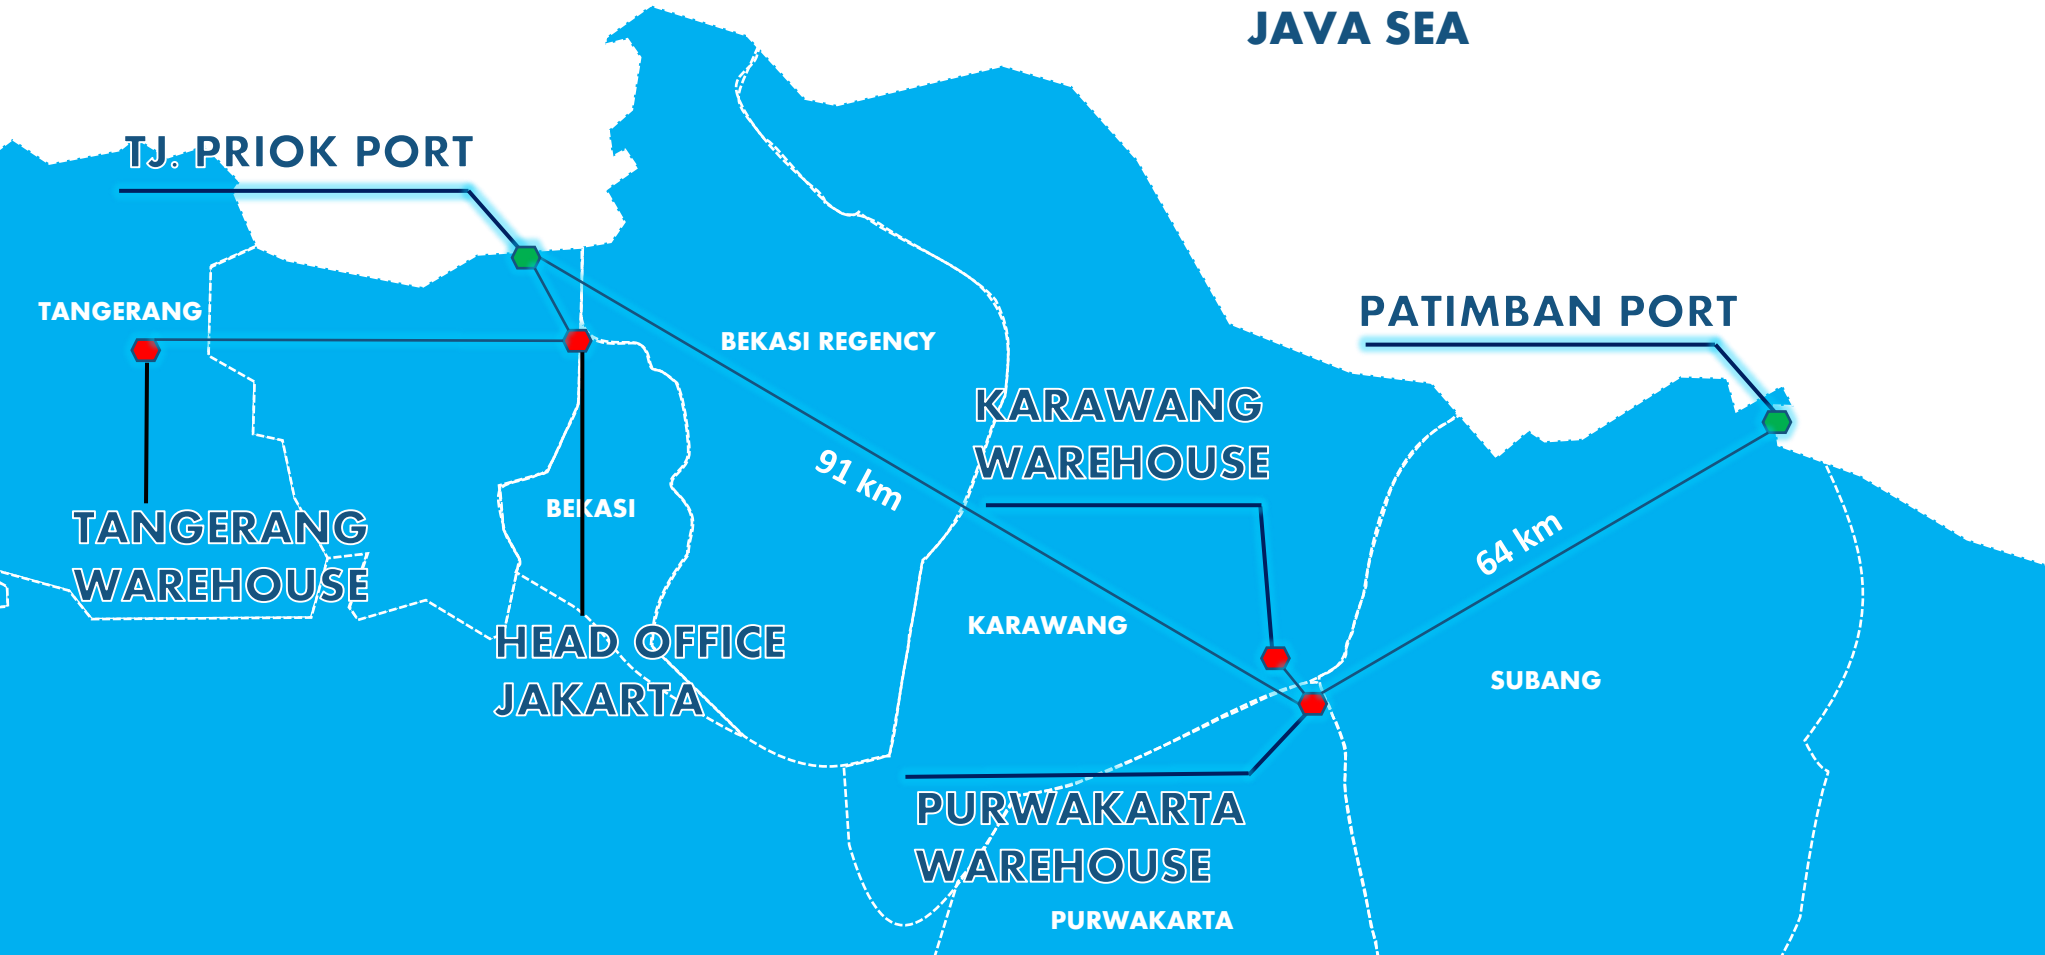 JAVA SEA
TJ. PRIOK PORT
TANGERANG
BEKASI REGENCY
PATIMBAN PORT
KARAWANG
WAREHOUSE
91 km
BEKASI
64 km
TANGERANG
WAREHOUSE
KARAWANG
HEAD OFFICE
JAKARTA
SUBANG
PURWAKARTA
WAREHOUSE
PURWAKARTA